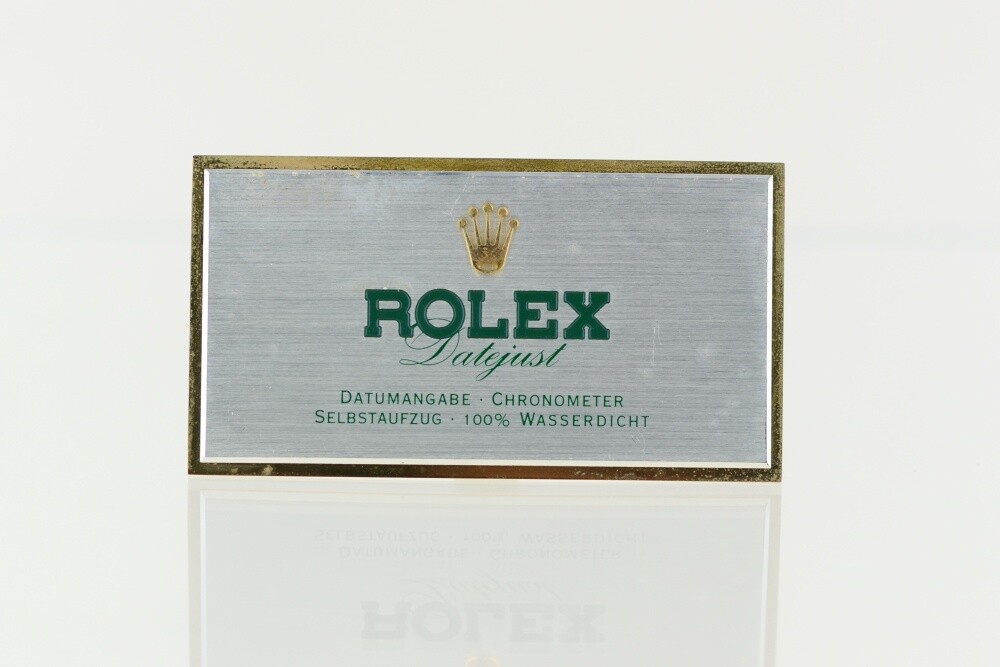 ROLEX
Datejust
DATUMANGABE · CHRONOMETER
SELBSTAUFZUG · 100% WASSERDICHT